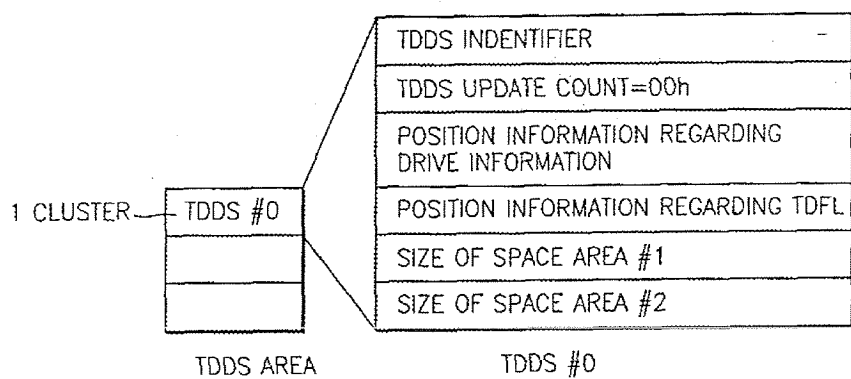 TDDS INDENTIFIER
TDDS UPDATE COUNT=00h
POSITION INFORMATION REGARDING
DRIVE INFORMATION
1 CLUSTER
TDDS #0
POSITION INFORMATION REGARDING TDFL
SIZE OF SPACE AREA #1
SIZE OF SPACE AREA #2
TDDS AREA
TDDS #0